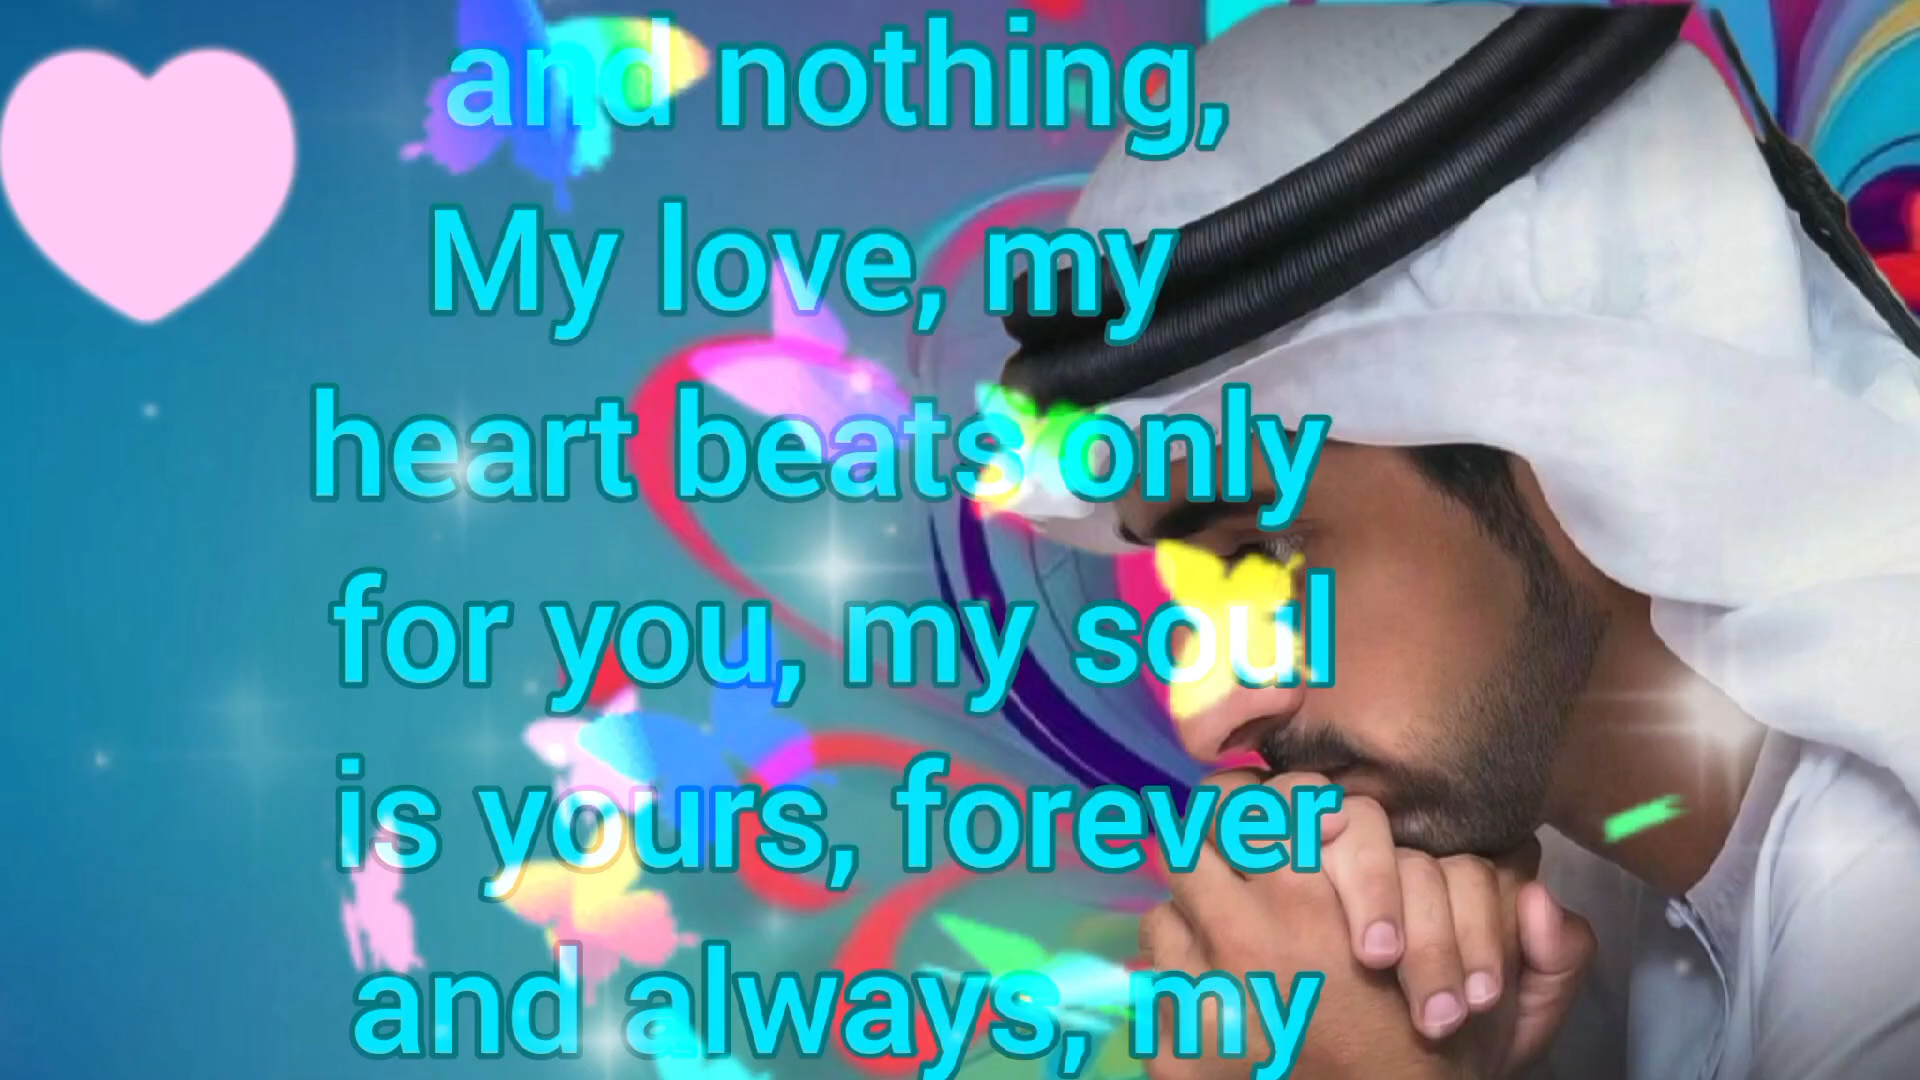 and nothing,
My love, my
heart beats only
for you, my soul
is yours, forever
and always, my